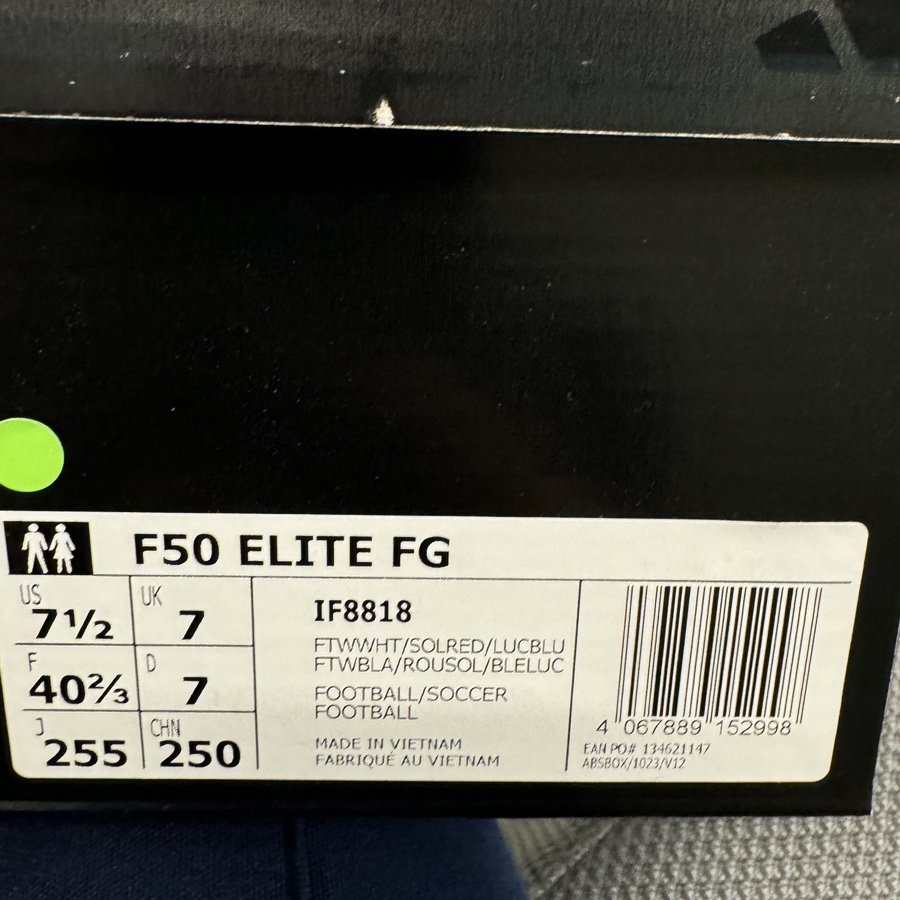 F50 ELITE FG
US
7½
UK
7
F
40⅔
D
7
J
255
CHN
250
IF8818
FTWWHT/SOLRED/LUCBLU
FTWBLA/ROUSOL/BLELUC
FOOTBALL/SOCCER
FOOTBALL
MADE IN VIETNAM
FABRIQUÉ AU VIETNAM
4 067889 152998
EAN PO# 134621147
ABSBOX/1023/V12